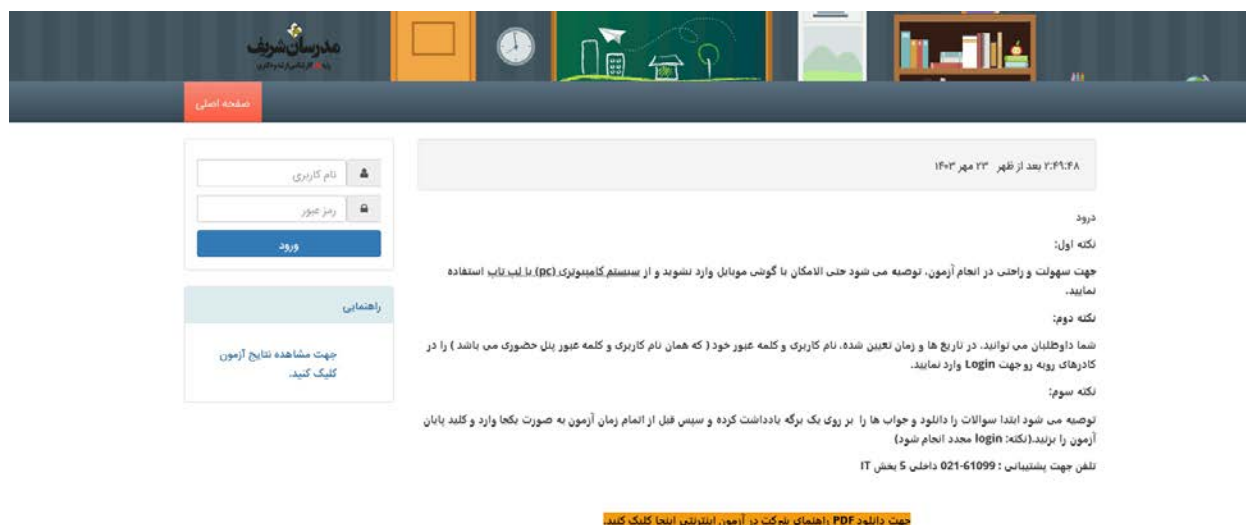 مدرسان شریف
صفحه اصلی
۲:۴۹:۴۸ بعد از ظهر ۲۳ مهر ۱۴۰۳
درود
نکته اول:
جهت سهولت و راحتی در انجام آزمون، توصیه می شود حتی الامکان با گوشی موبایل وارد نشوید و از سیستم کامپیوتری (pc) یا لپ تاپ استفاده
نمایید.
نکته دوم:
شما داوطلبان می توانید، در تاریخ ها و زمان تعیین شده، نام کاربری و کلمه عبور خود ( که همان نام کاربری و کلمه عبور پنل حضوری می باشد ) را در
کادرهای روبه رو جهت Login وارد نمایید.
نکته سوم:
توصیه می شود ابتدا سوالات را دانلود و جواب ها را بر روی یک برگه یادداشت کرده و سپس قبل از اتمام زمان آزمون به صورت یکجا وارد و کلید پایان
آزمون را بزنید.(نکته: login مجدد انجام شود)
تلفن جهت پشتیبانی : 61099-021 داخلی 5 بخش IT
جهت دانلود PDF راهنمای شرکت در آزمون اینترنتی اینجا کلیک کنید.
نام کاربری
رمز عبور
ورود
راهنمایی
جهت مشاهده نتایج آزمون
کلیک کنید.